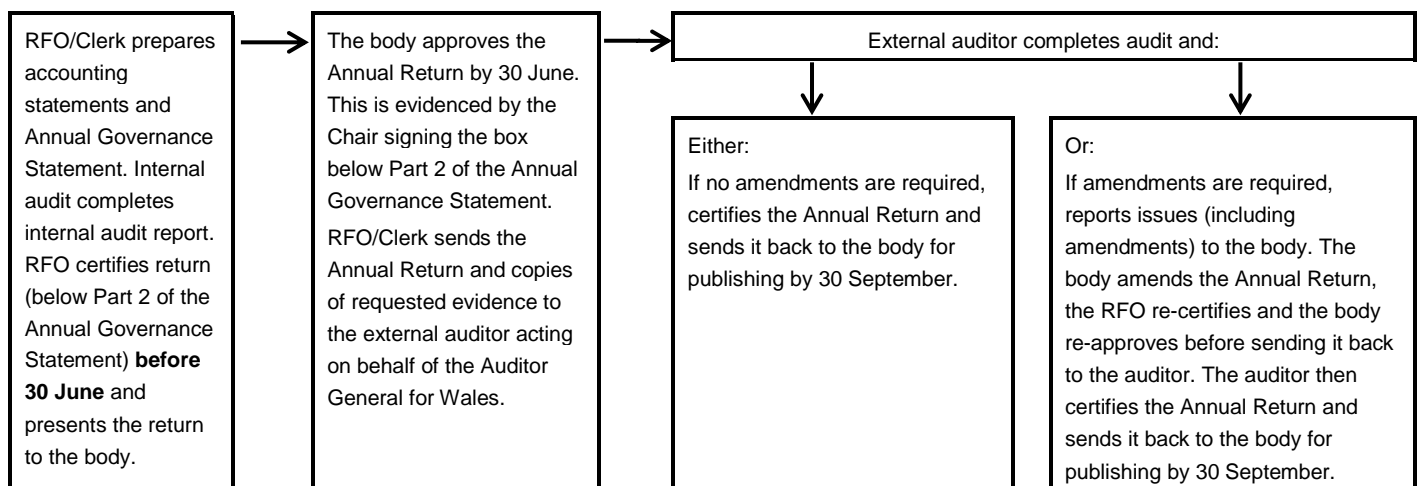 RFO/Clerk prepares
accounting
statements and
Annual Governance
Statement. Internal
audit completes
internal audit report.
RFO certifies return
(below Part 2 of the
Annual Governance
Statement) before
30 June and
presents the return
to the body.
The body approves the
Annual Return by 30 June.
This is evidenced by the
Chair signing the box
below Part 2 of the Annual
Governance Statement.
RFO/Clerk sends the
Annual Return and copies
of requested evidence to
the external auditor acting
on behalf of the Auditor
General for Wales.
External auditor completes audit and:
Either:
If no amendments are required,
certifies the Annual Return and
sends it back to the body for
publishing by 30 September.
Or:
If amendments are required,
reports issues (including
amendments) to the body. The
body amends the Annual Return,
the RFO re-certifies and the body
re-approves before sending it back
to the auditor. The auditor then
certifies the Annual Return and
sends it back to the body for
publishing by 30 September.